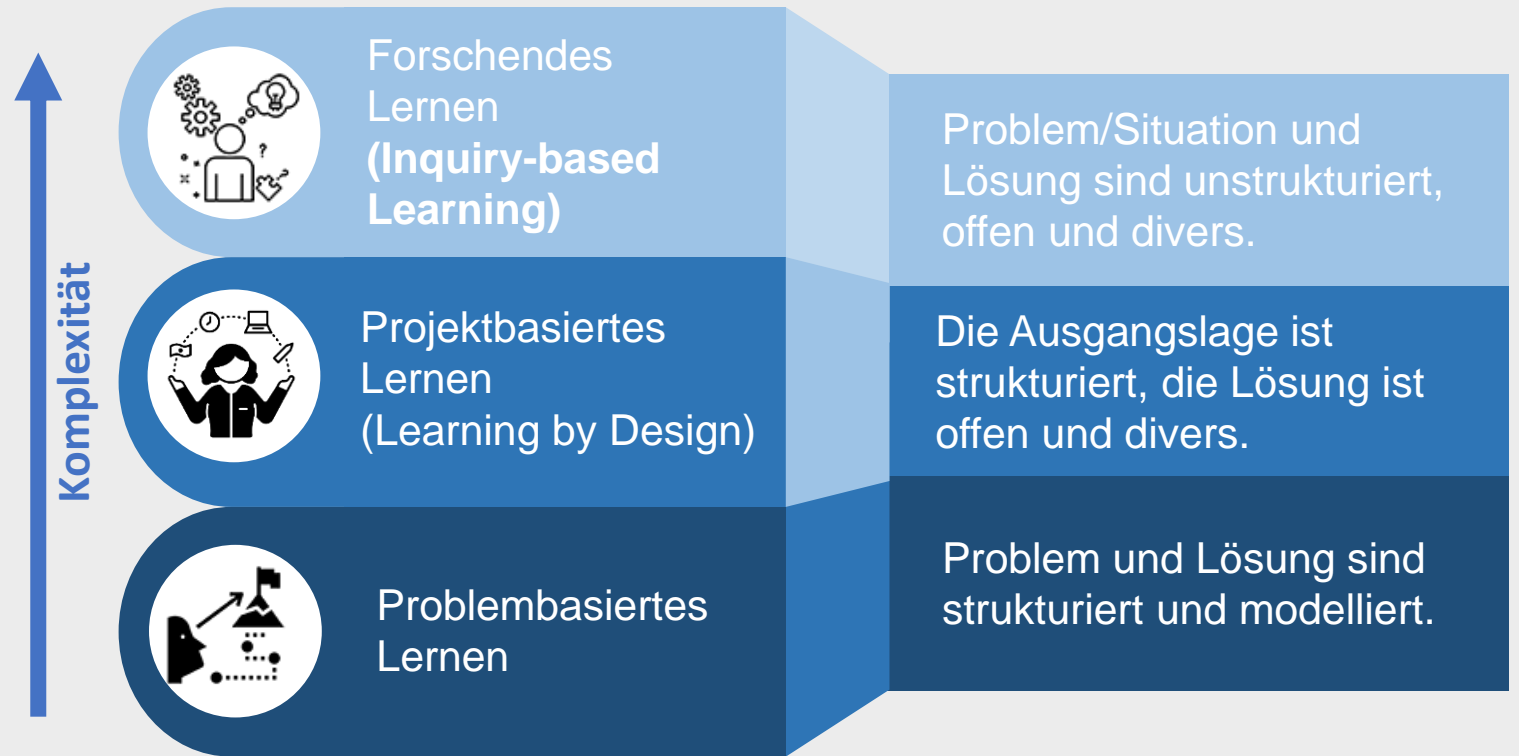 Komplexität
Forschendes
Lernen
(Inquiry-based
Learning)
Problem/Situation und
Lösung sind unstrukturiert,
offen und divers.
Projektbasiertes
Lernen
(Learning by Design)
Die Ausgangslage ist
strukturiert, die Lösung ist
offen und divers.
Problembasiertes
Lernen
Problem und Lösung sind
strukturiert und modelliert.